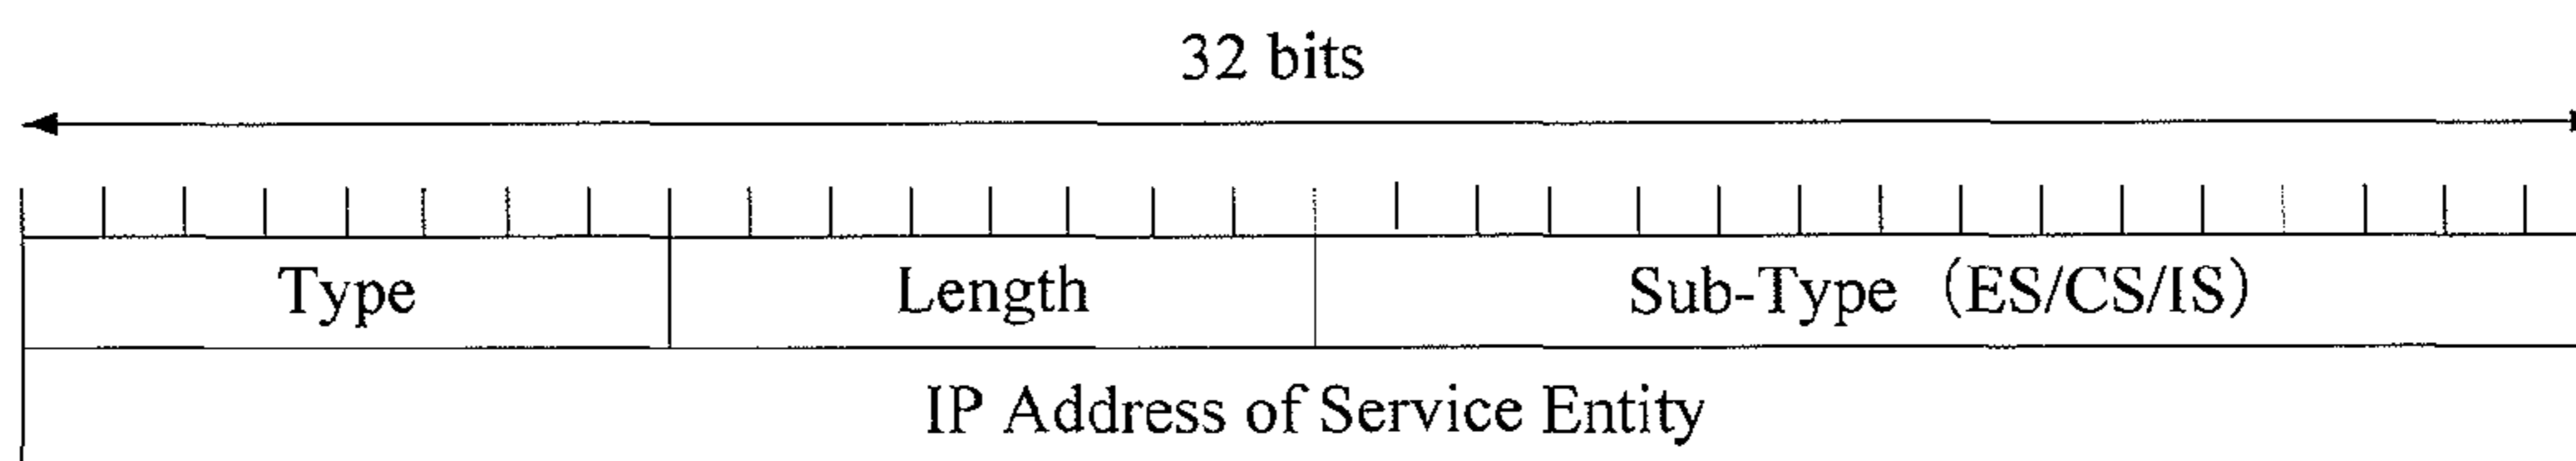 32 bits
Type Length Sub-Type（ES/CS/IS）
IP Address of Service Entity